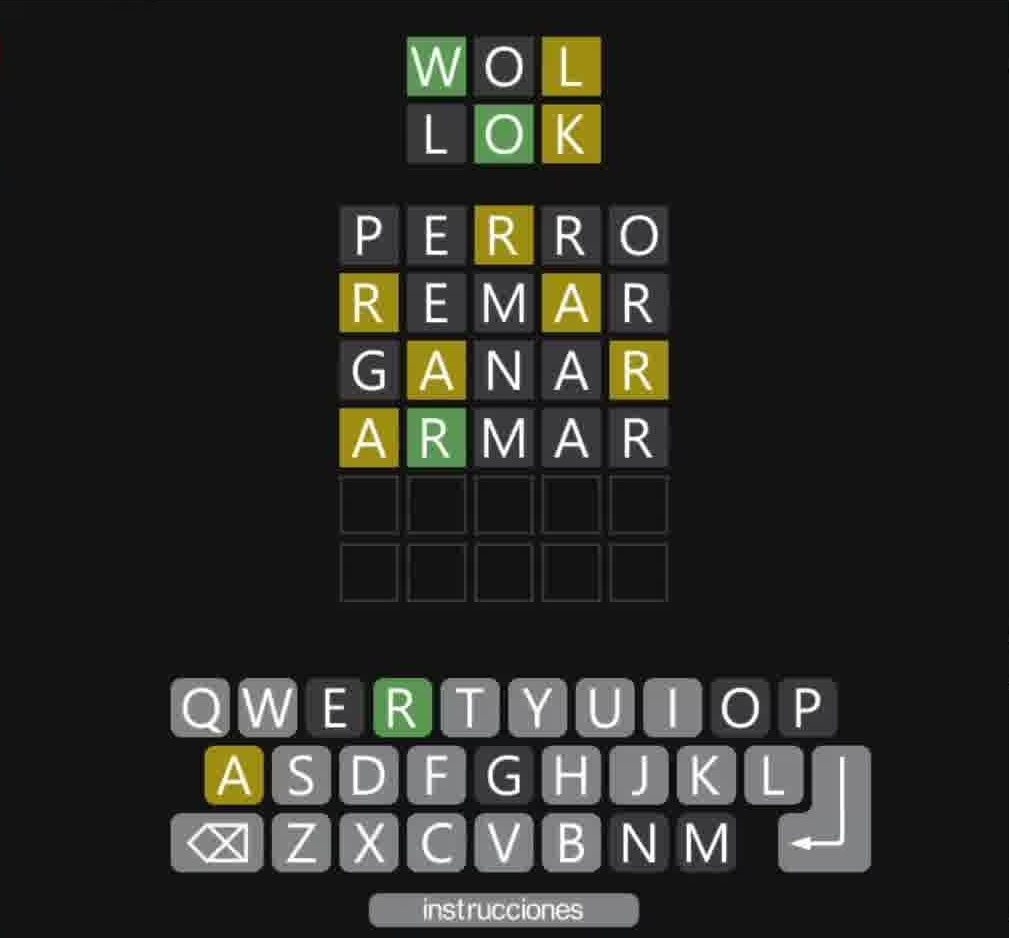 WOL
LOK
PERRO
REMAR
GANAR
ARMAR
QWERTYUIOP
ASDFGHJKL
ZXCVBNM
instrucciones